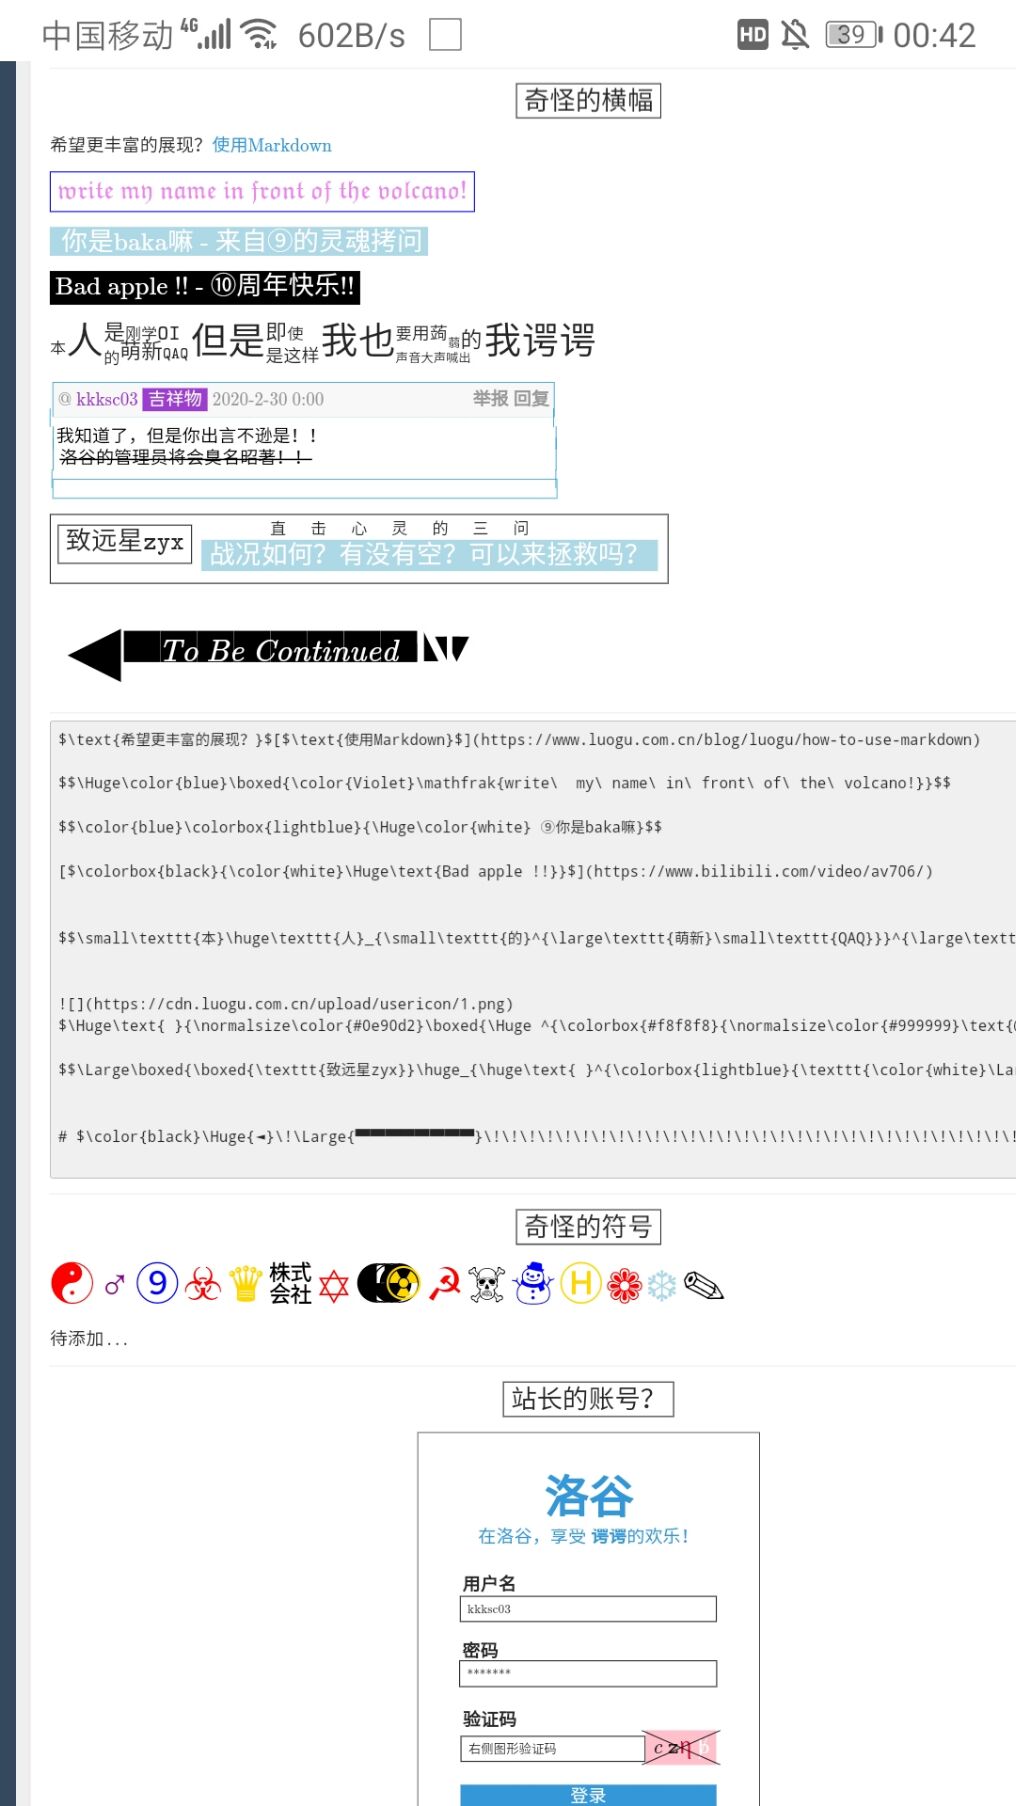 中国移动 4G 602B/s HD 39 00:42
奇怪的横幅
希望更丰富的展现？使用Markdown
write my name in front of the volcano!
你是baka嘛 - 来自⑨的灵魂拷问
Bad apple !! - ⑩周年快乐!!
本人是刚学OI的萌新QAQ但是即使是这样我也要用蒟蒻的声音大声喊出我谔谔
@ kkksc03 吉祥物 2020-2-30 0:00 举报 回复
我知道了，但是你出言不逊是！！
洛谷的管理员将会臭名昭著！！
直击心灵的三问
致远星zyx 战况如何？有没有空？可以来拯救吗？
To Be Continued
$\text{希望更丰富的展现？}$[$\text{使用Markdown}$](https://www.luogu.com.cn/blog/luogu/how-to-use-markdown)
$$\Huge\color{blue}\boxed{\color{Violet}\mathfrak{write\  my\ name\ in\ front\ of\ the\ volcano!}}$$
$$\color{blue}\colorbox{lightblue}{\Huge\color{white} ⑨你是baka嘛}$$
[$\colorbox{black}{\color{white}\Huge\text{Bad apple !!}}$](https://www.bilibili.com/video/av706/)
$$\small\texttt{本}\huge\texttt{人}_{\small\texttt{的}^{\large\texttt{萌新}\small\texttt{QAQ}}}^{\large\textt
![](https://cdn.luogu.com.cn/upload/usericon/1.png)
$\Huge\text{ }{\normalsize\color{#0e90d2}\boxed{\Huge ^{\colorbox{#f8f8f8}{\normalsize\color{#999999}\text{@
$$\Large\boxed{\boxed{\texttt{致远星zyx}}\huge_{\huge\text{ }^{\colorbox{lightblue}{\texttt{\color{white}\La
# $\color{black}\Huge{◄}\!\Large{▀▀▀▀▀▀▀▀}\!\!\!\!\!\!\!\!\!\!\!\!\!\!\!\!\!\!\!\!\!\!\!\!\!\!\!\!\!\!\!
奇怪的符号
☯ ♂ ⑨ ☣ ♛ 株式会社 ✡ ☢ ☭ ☠ ☃ Ⓗ ❁ ❄ ✎
待添加...
站长的账号？
洛谷
在洛谷，享受 谔谔的欢乐！
用户名
kkksc03
密码
*******
验证码
右侧图形验证码 c z η b
登录